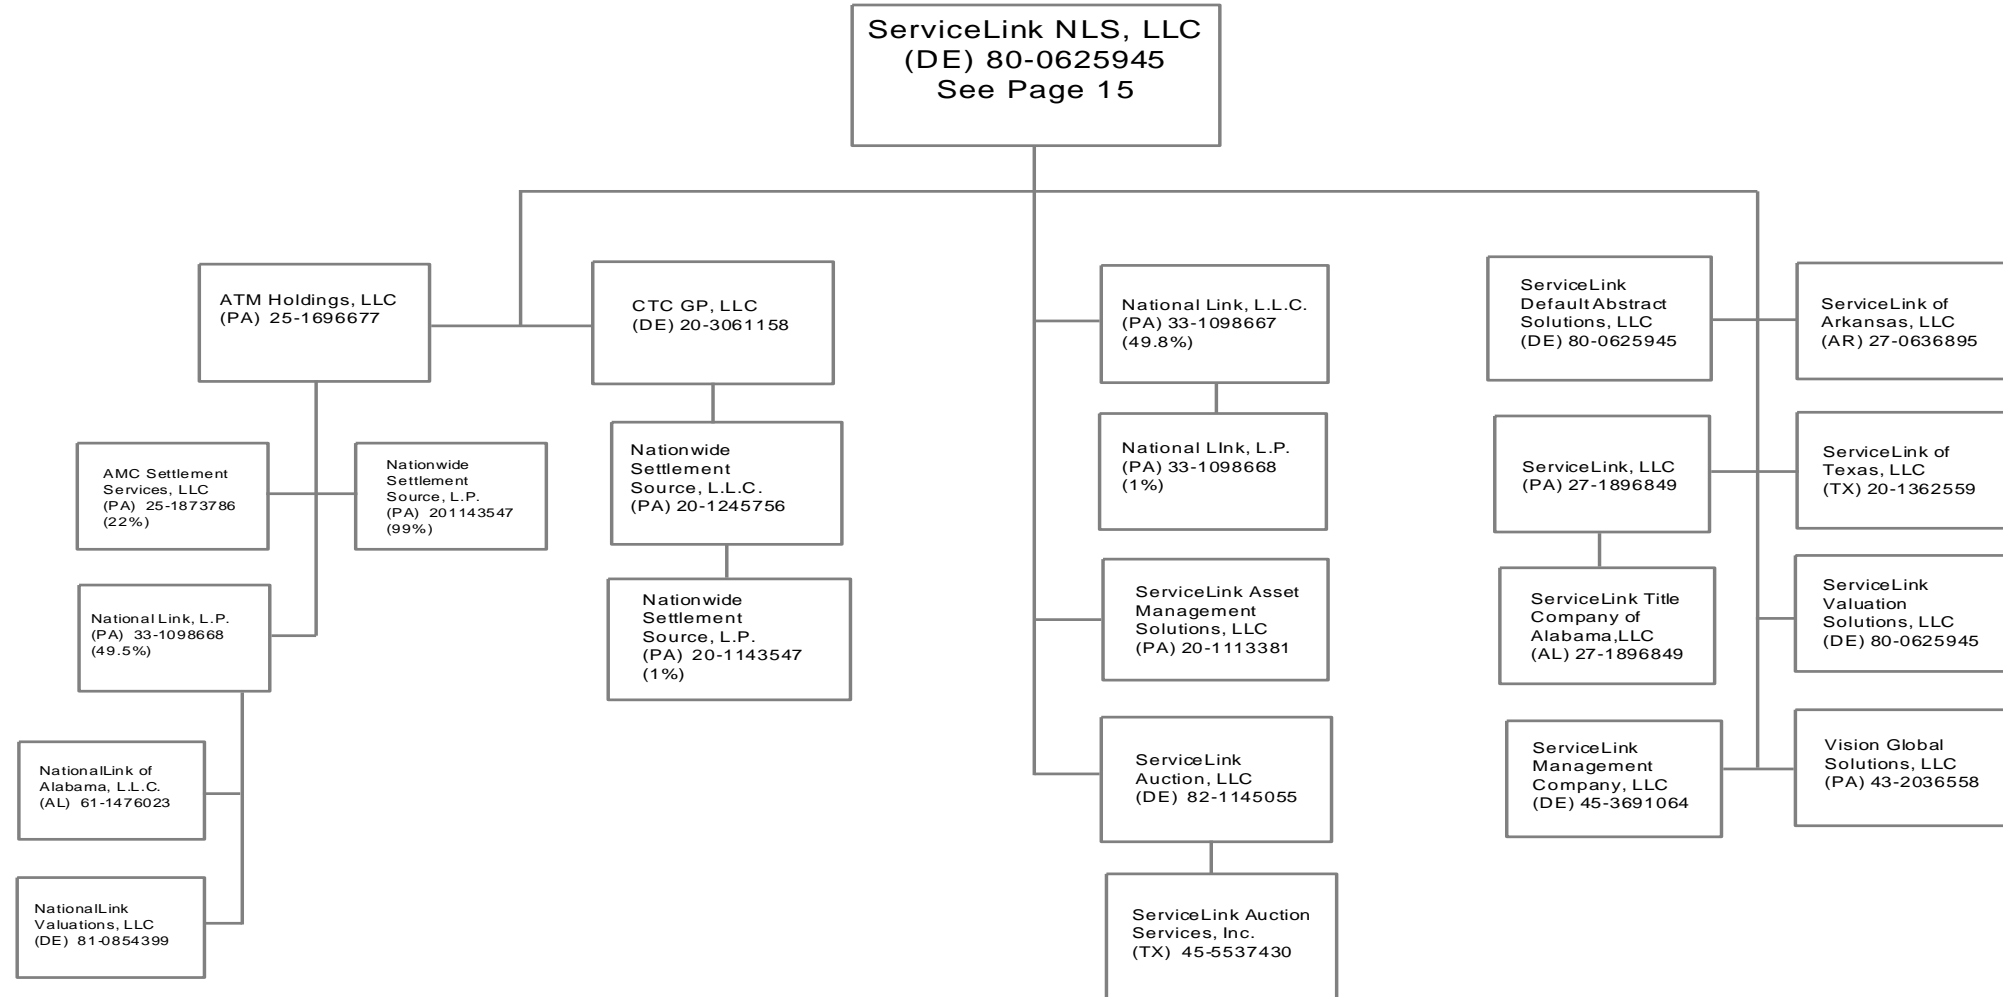 ServiceLink NLS, LLC
(DE) 80-0625945
See Page 15
ATM Holdings, LLC
(PA) 25-1696677
CTC GP, LLC
(DE) 20-3061158
National Link, L.L.C.
(PA) 33-1098667
(49.8%)
ServiceLink
Default Abstract
Solutions, LLC
(DE) 80-0625945
ServiceLink of
Arkansas, LLC
(AR) 27-0636895
AMC Settlement
Services, LLC
(PA) 25-1873786
(22%)
Nationwide
Settlement
Source, L.P.
(PA) 201143547
(99%)
Nationwide
Settlement
Source, L.L.C.
(PA) 20-1245756
National LInk, L.P.
(PA) 33-1098668
(1%)
ServiceLink, LLC
(PA) 27-1896849
ServiceLink of
Texas, LLC
(TX) 20-1362559
National Link, L.P.
(PA) 33-1098668
(49.5%)
Nationwide
Settlement
Source, L.P.
(PA) 20-1143547
(1%)
ServiceLink Asset
Management
Solutions, LLC
(PA) 20-1113381
ServiceLink Title
Company of
Alabama,LLC
(AL) 27-1896849
ServiceLink
Valuation
Solutions, LLC
(DE) 80-0625945
NationalLink of
Alabama, L.L.C.
(AL) 61-1476023
ServiceLink
Auction, LLC
(DE) 82-1145055
ServiceLink
Management
Company, LLC
(DE) 45-3691064
Vision Global
Solutions, LLC
(PA) 43-2036558
NationalLink
Valuations, LLC
(DE) 81-0854399
ServiceLink Auction
Services, Inc.
(TX) 45-5537430